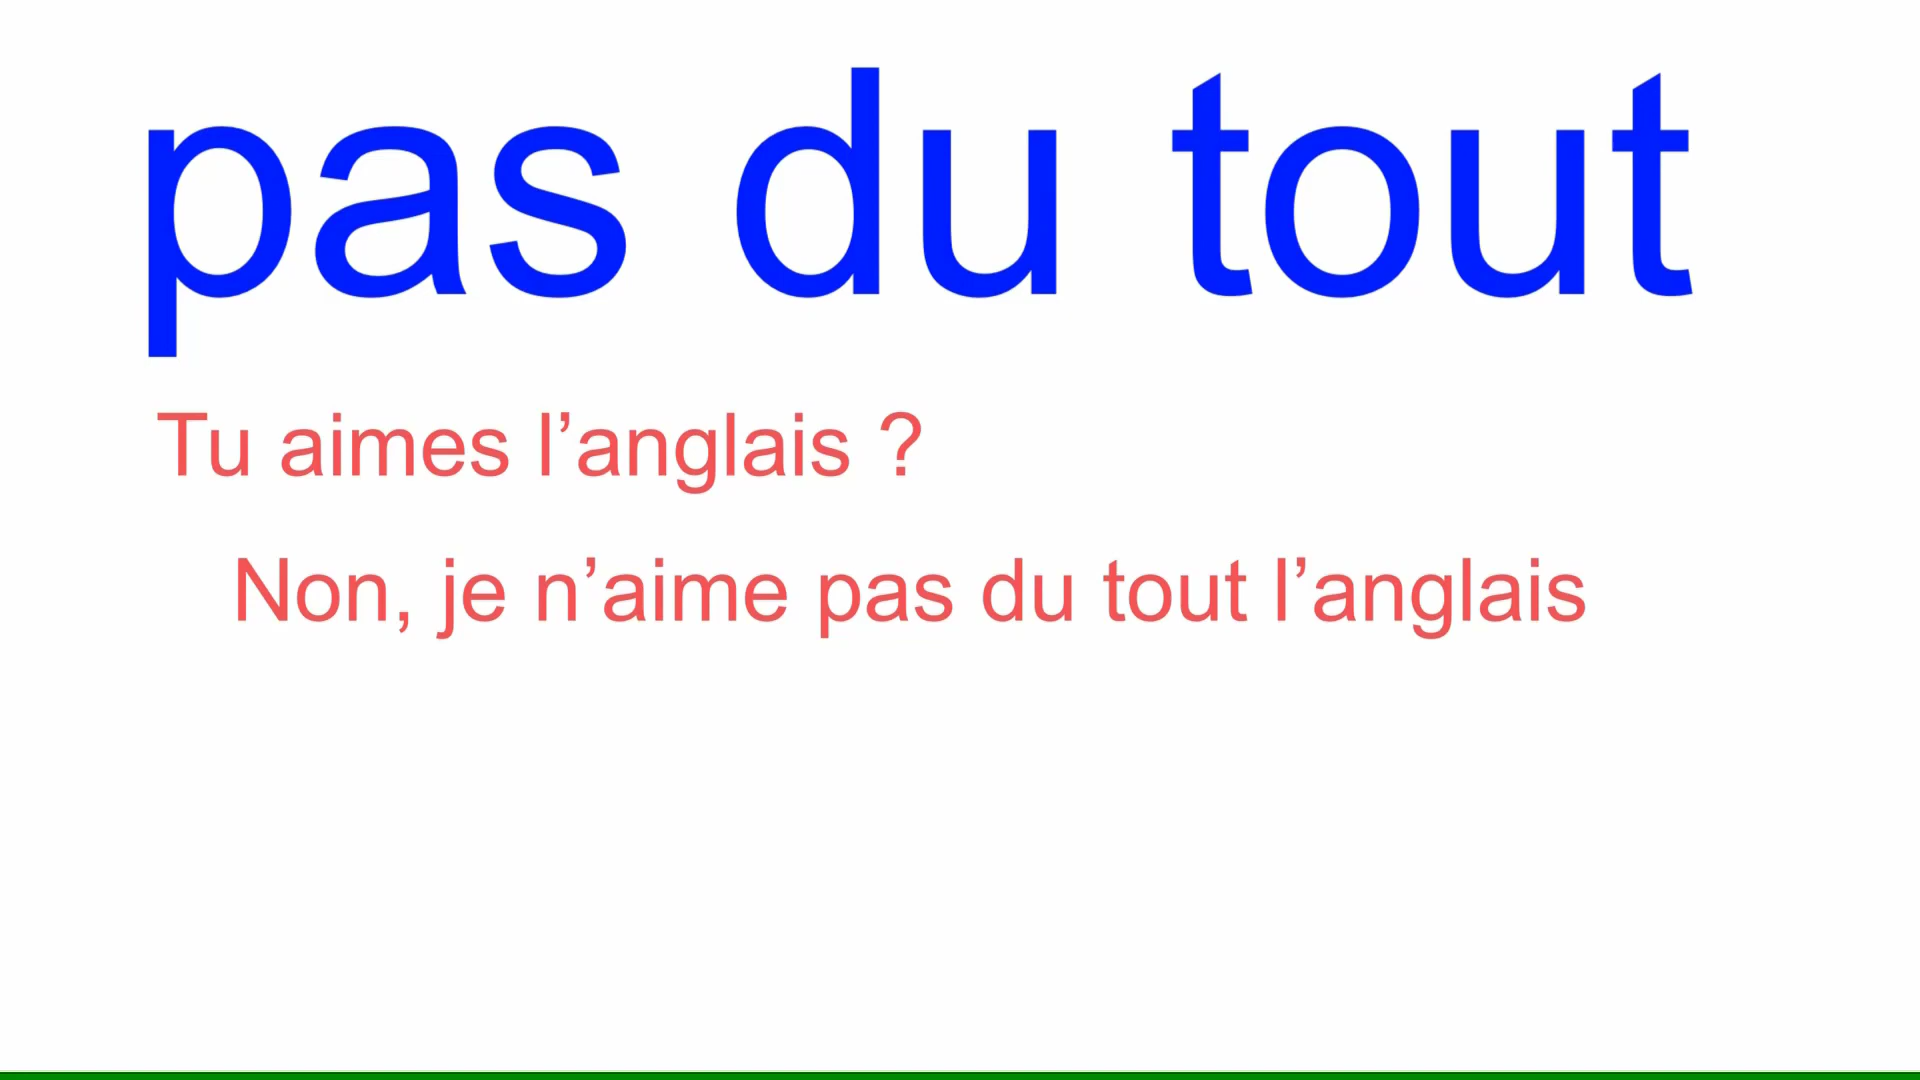 pas du tout
Tu aimes l’anglais ?
Non, je n’aime pas du tout l’anglais